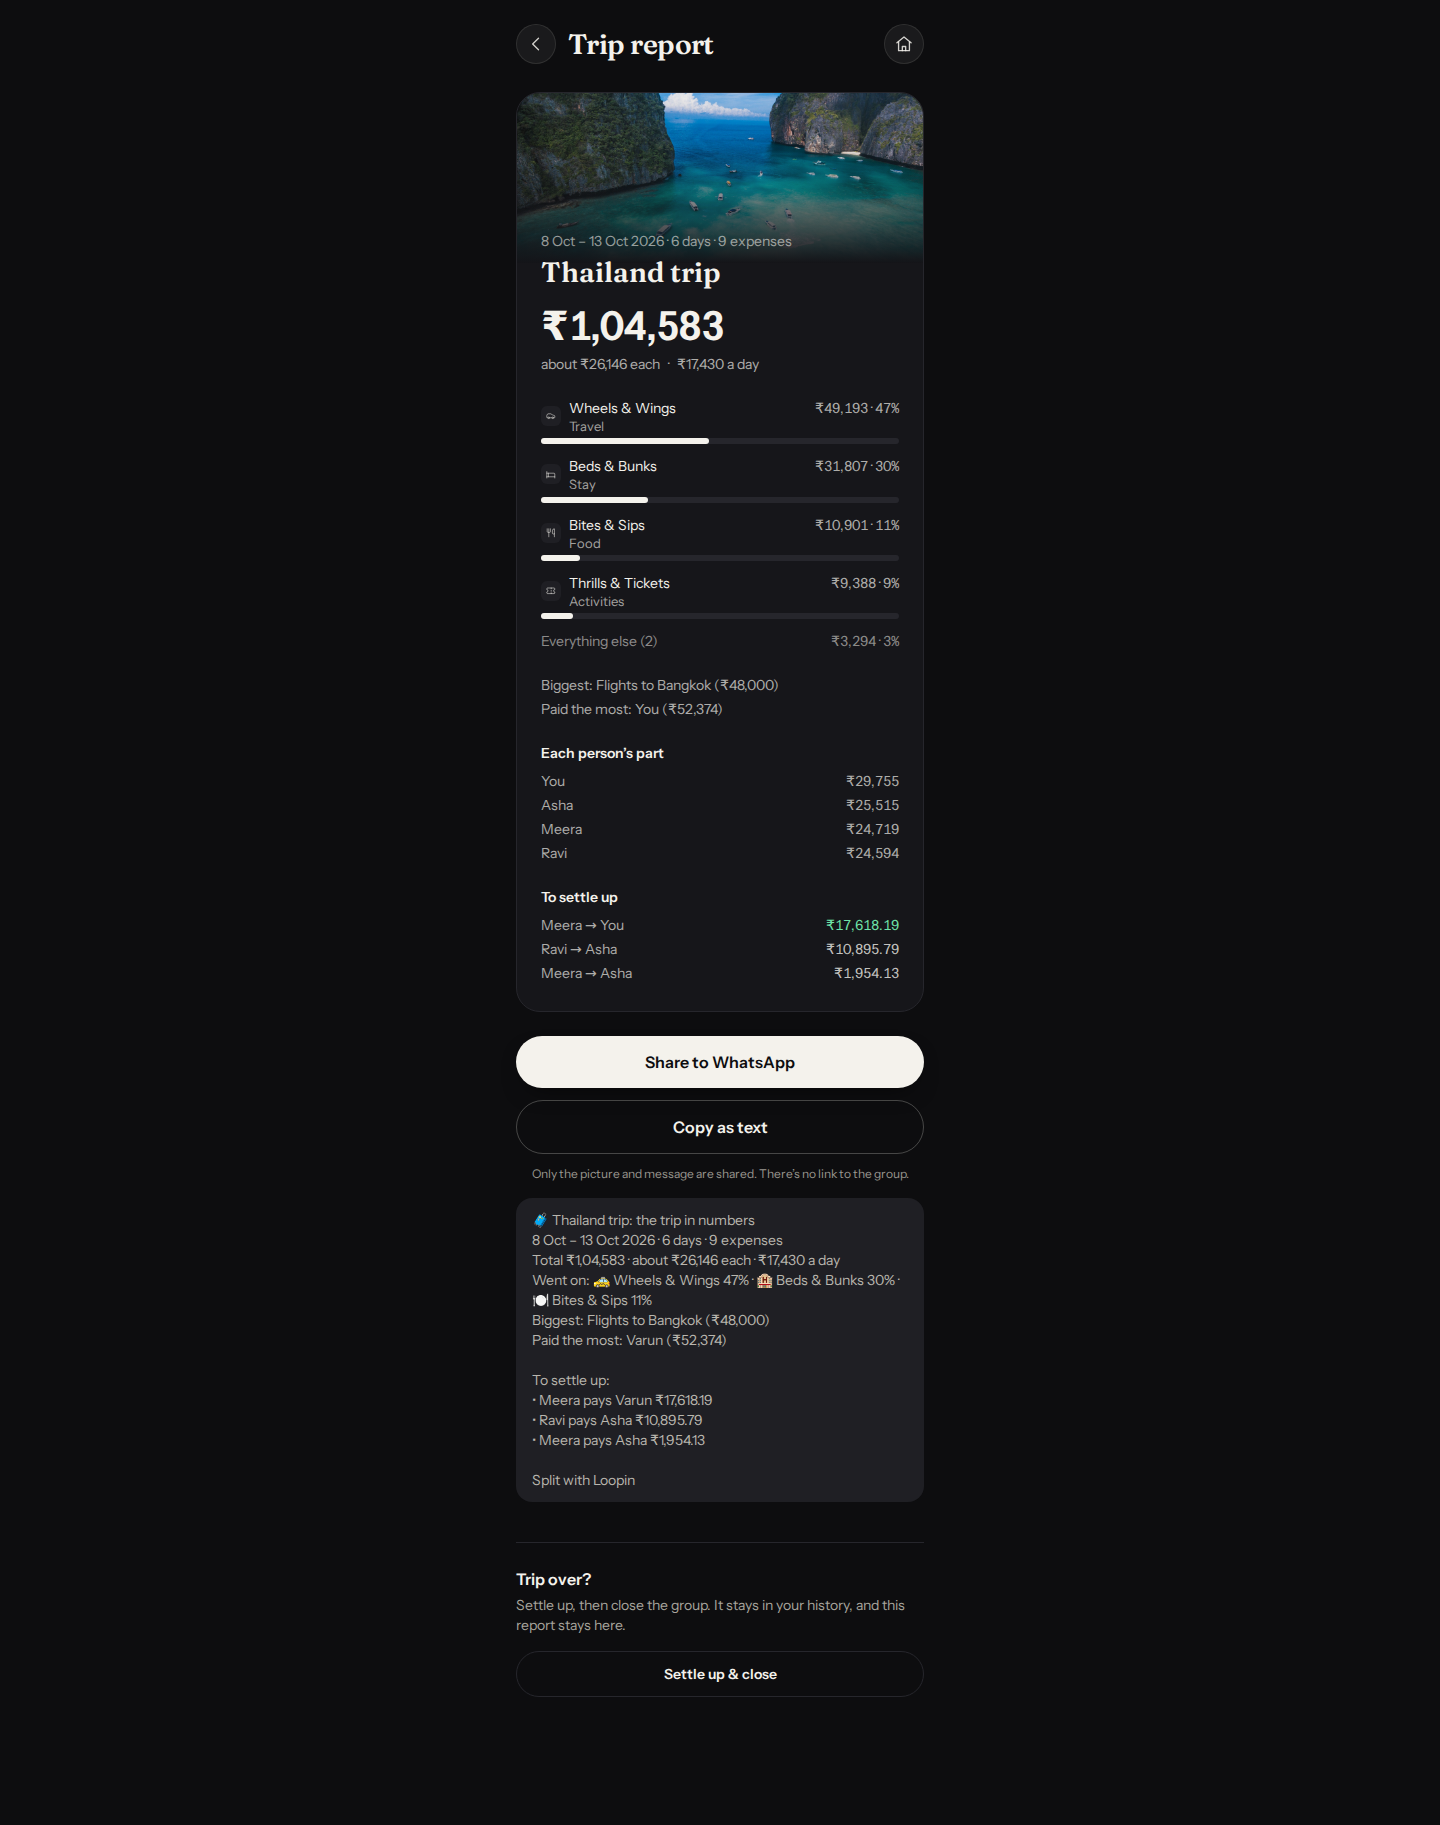 Trip report
8 Oct – 13 Oct 2026 · 6 days · 9 expenses
Thailand trip
₹1,04,583
about ₹26,146 each · ₹17,430 a day
Wheels & Wings ₹49,193 · 47%
Travel
Beds & Bunks ₹31,807 · 30%
Stay
Bites & Sips ₹10,901 · 11%
Food
Thrills & Tickets ₹9,388 · 9%
Activities
Everything else (2) ₹3,294 · 3%
Biggest: Flights to Bangkok (₹48,000)
Paid the most: You (₹52,374)
Each person’s part
You ₹29,755
Asha ₹25,515
Meera ₹24,719
Ravi ₹24,594
To settle up
Meera → You ₹17,618.19
Ravi → Asha ₹10,895.79
Meera → Asha ₹1,954.13
Share to WhatsApp
Copy as text
Only the picture and message are shared. There’s no link to the group.
🧳 Thailand trip: the trip in numbers
8 Oct – 13 Oct 2026 · 6 days · 9 expenses
Total ₹1,04,583 · about ₹26,146 each · ₹17,430 a day
Went on: 🚕 Wheels & Wings 47% · 🏨 Beds & Bunks 30% ·
🍽️ Bites & Sips 11%
Biggest: Flights to Bangkok (₹48,000)
Paid the most: Varun (₹52,374)
To settle up:
• Meera pays Varun ₹17,618.19
• Ravi pays Asha ₹10,895.79
• Meera pays Asha ₹1,954.13
Split with Loopin
Trip over?
Settle up, then close the group. It stays in your history, and this
report stays here.
Settle up & close